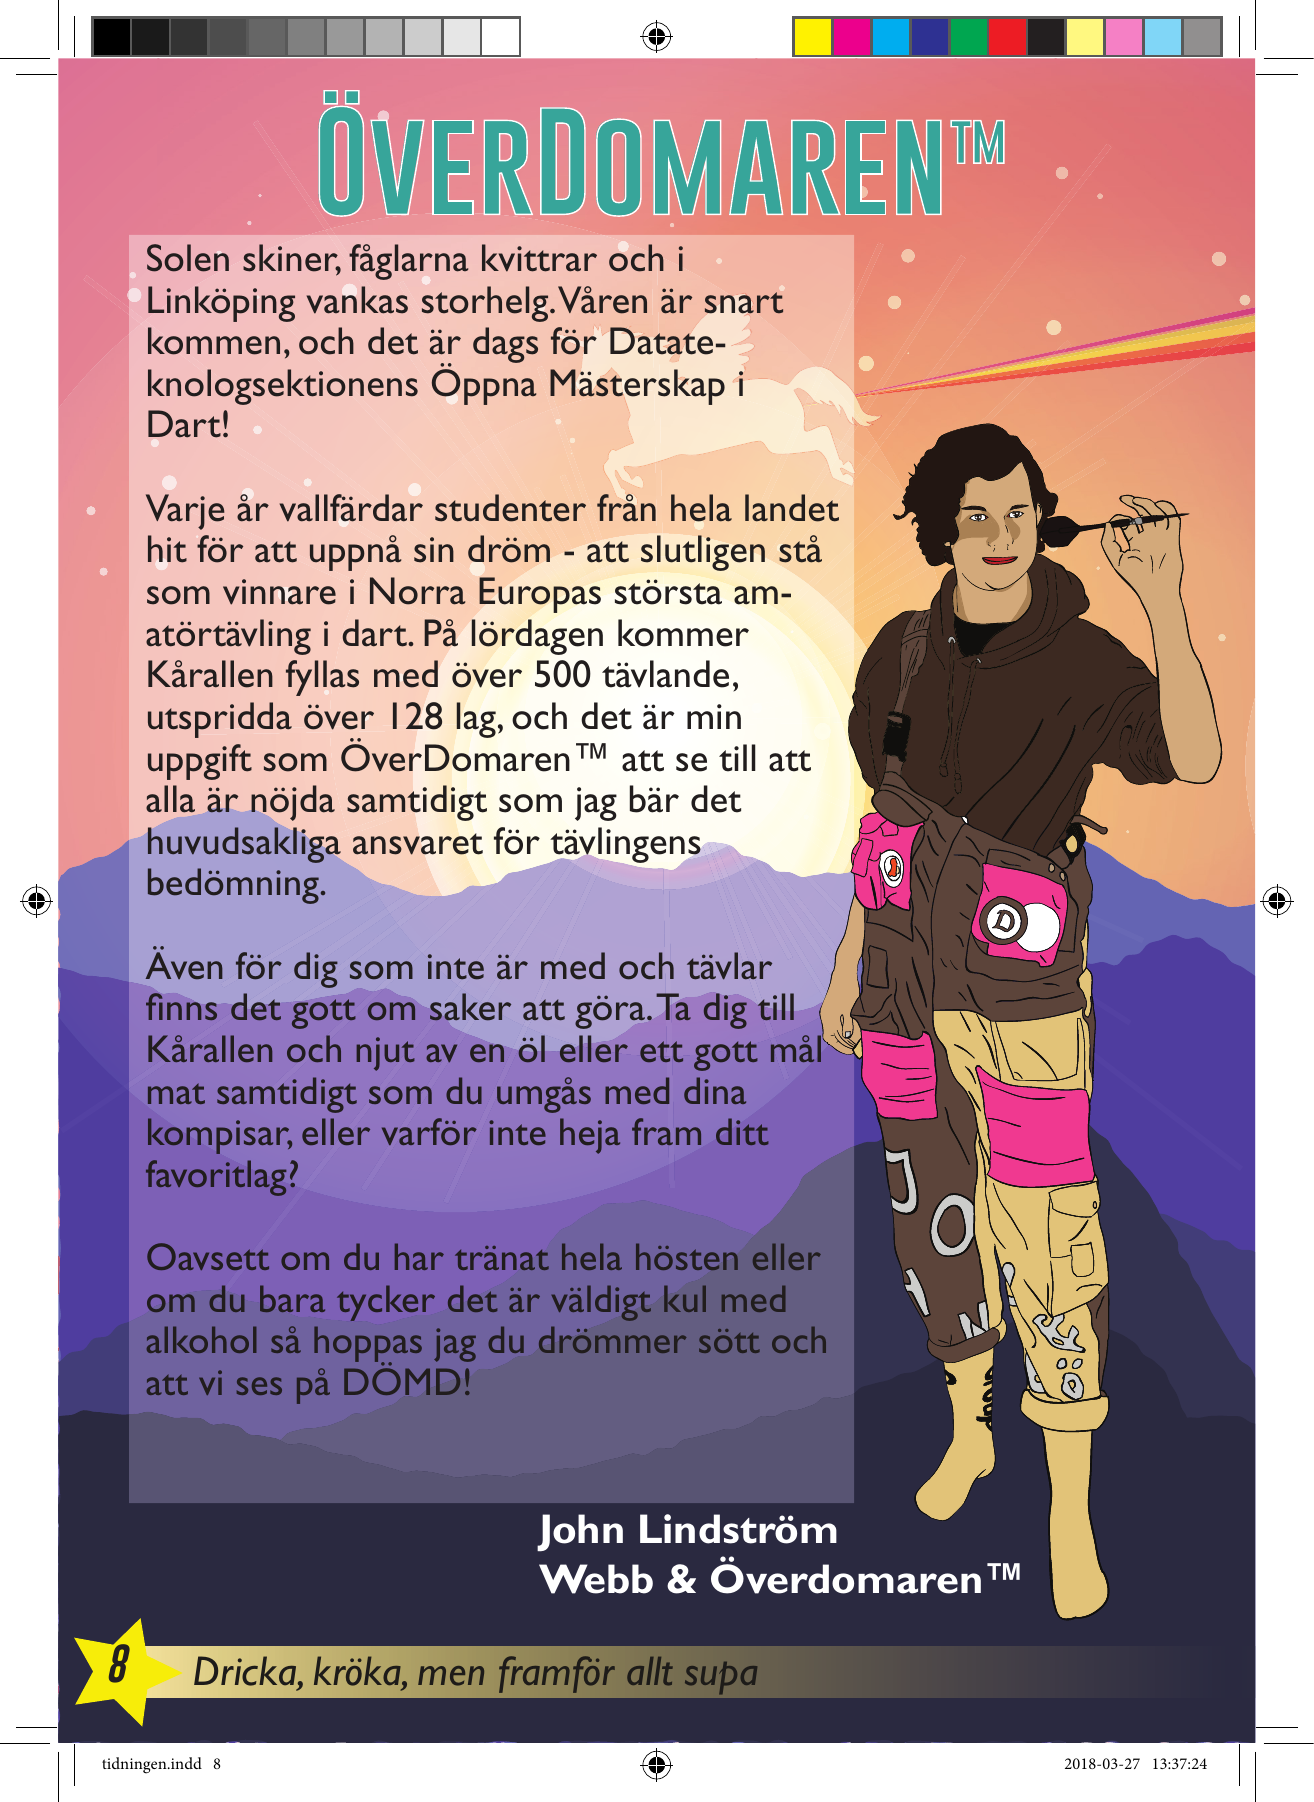 ÖVERDOMAREN™
Solen skiner, fåglarna kvittrar och i
Linköping vankas storhelg. Våren är snart
kommen, och det är dags för Datate-
knologsektionens Öppna Mästerskap i
Dart!
Varje år vallfärdar studenter från hela landet
hit för att uppnå sin dröm - att slutligen stå
som vinnare i Norra Europas största am-
atörtävling i dart. På lördagen kommer
Kårallen fyllas med över 500 tävlande,
utspridda över 128 lag, och det är min
uppgift som ÖverDomaren™ att se till att
alla är nöjda samtidigt som jag bär det
huvudsakliga ansvaret för tävlingens
bedömning.
Även för dig som inte är med och tävlar
finns det gott om saker att göra. Ta dig till
Kårallen och njut av en öl eller ett gott mål
mat samtidigt som du umgås med dina
kompisar, eller varför inte heja fram ditt
favoritlag?
Oavsett om du har tränat hela hösten eller
om du bara tycker det är väldigt kul med
alkohol så hoppas jag du drömmer sött och
att vi ses på DÖMD!
D
J
O
H
N
John Lindström
Webb & Överdomaren™
8
Dricka, kröka, men framför allt supa
tidningen.indd 8
2018-03-27 13:37:24